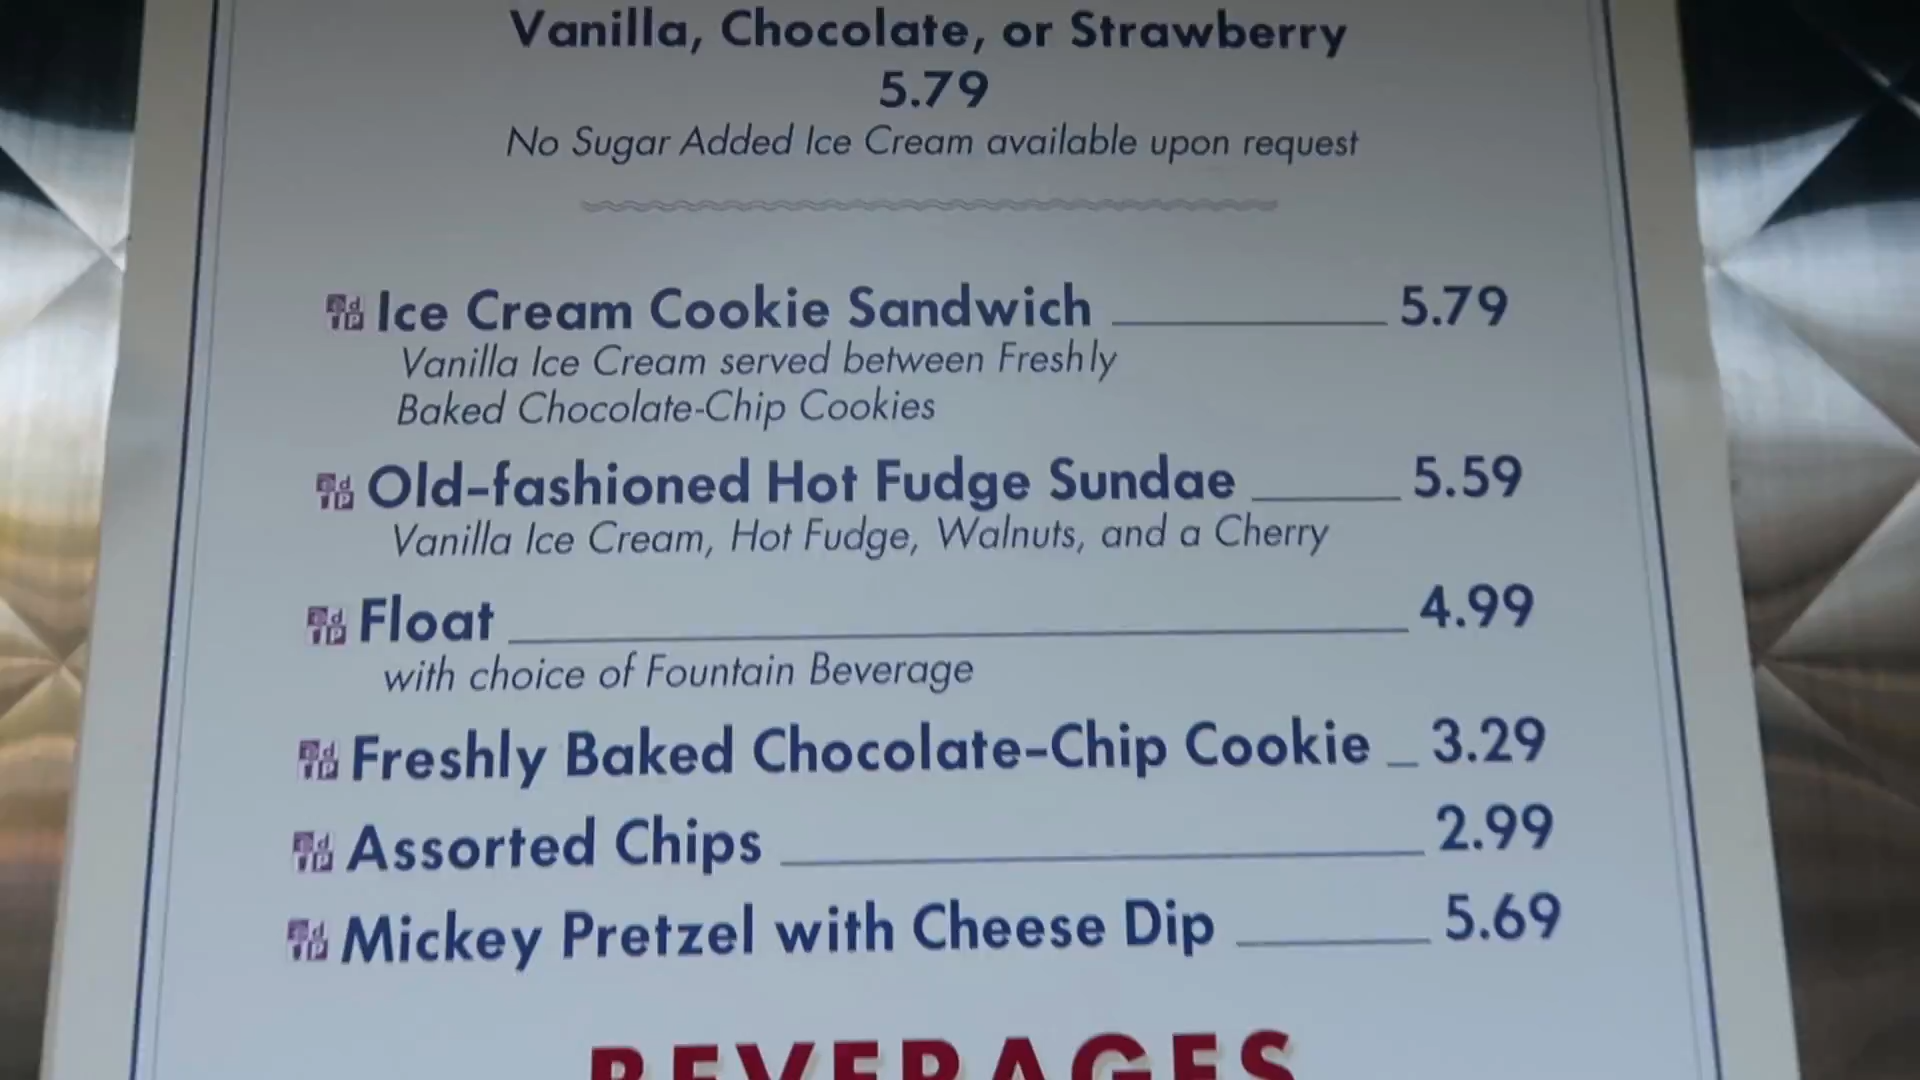 Vanilla, Chocolate, or Strawberry
5.79
No Sugar Added Ice Cream available upon request
Ice Cream Cookie Sandwich 5.79
Vanilla Ice Cream served between Freshly
Baked Chocolate-Chip Cookies
Old-fashioned Hot Fudge Sundae 5.59
Vanilla Ice Cream, Hot Fudge, Walnuts, and a Cherry
Float 4.99
with choice of Fountain Beverage
Freshly Baked Chocolate-Chip Cookie 3.29
Assorted Chips 2.99
Mickey Pretzel with Cheese Dip 5.69
BEVERAGES